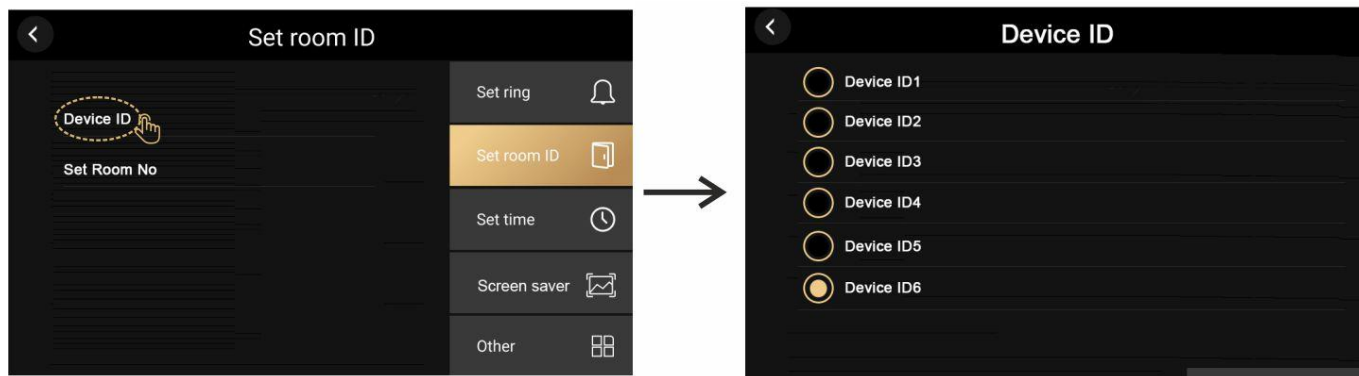 Set room ID
Device ID
Set Room No
Set ring
Set room ID
Set time
Screen saver
Other
Device ID
Device ID1
Device ID2
Device ID3
Device ID4
Device ID5
Device ID6